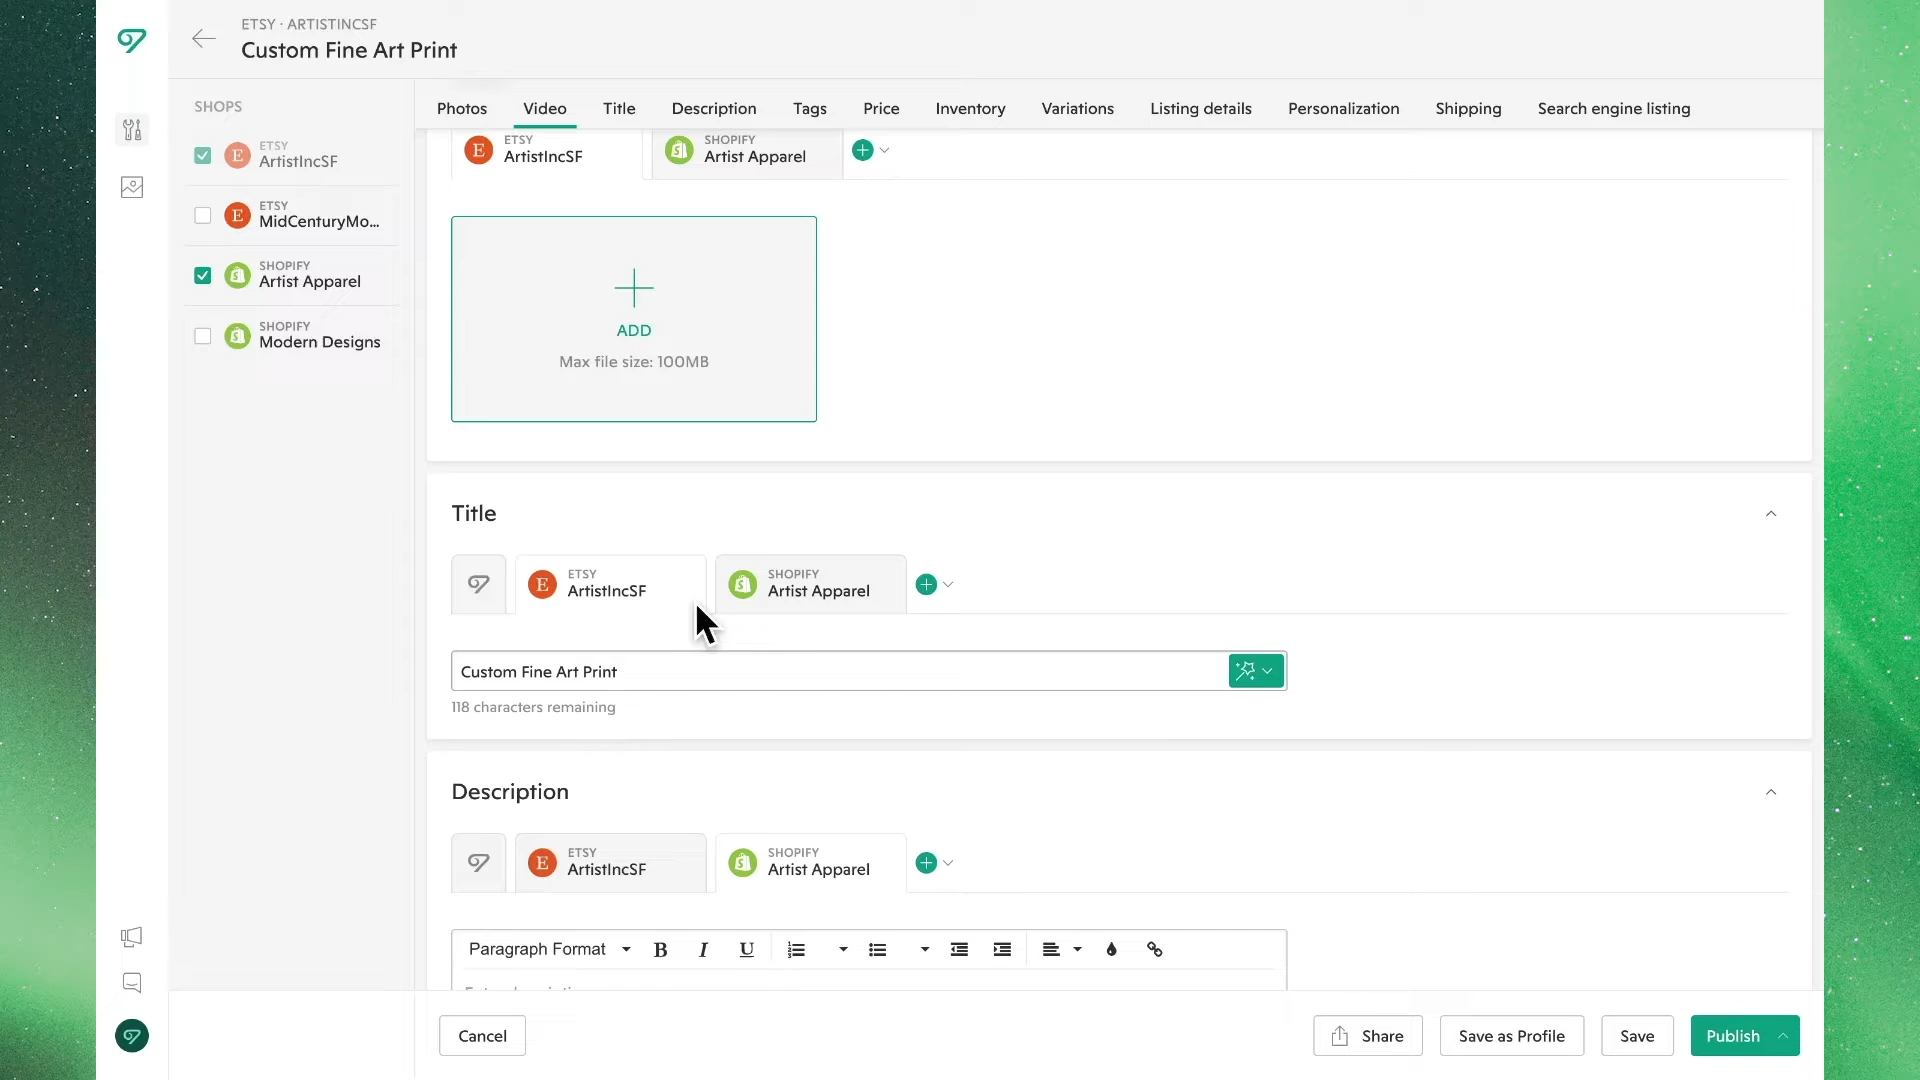 ETSY · ARTISTINCSF
Custom Fine Art Print
SHOPS
ETSY
ArtistIncSF
ETSY
MidCenturyMo...
SHOPIFY
Artist Apparel
SHOPIFY
Modern Designs
Photos
Video
Title
Description
Tags
Price
Inventory
Variations
Listing details
Personalization
Shipping
Search engine listing
ETSY
ArtistIncSF
SHOPIFY
Artist Apparel
ADD
Max file size: 100MB
Title
ETSY
ArtistIncSF
SHOPIFY
Artist Apparel
Custom Fine Art Print
118 characters remaining
Description
ETSY
ArtistIncSF
SHOPIFY
Artist Apparel
Paragraph Format
B
I
U
Cancel
Share
Save as Profile
Save
Publish